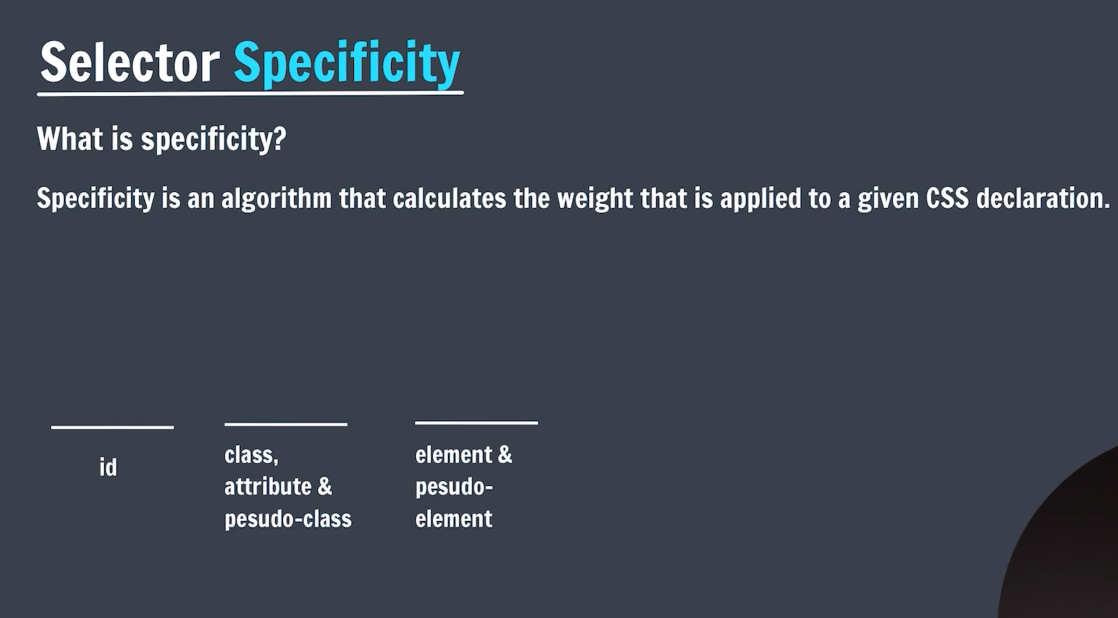 Selector Specificity
What is specificity?
Specificity is an algorithm that calculates the weight that is applied to a given CSS declaration.
id
class,
attribute &
pesudo-class
element &
pesudo-
element